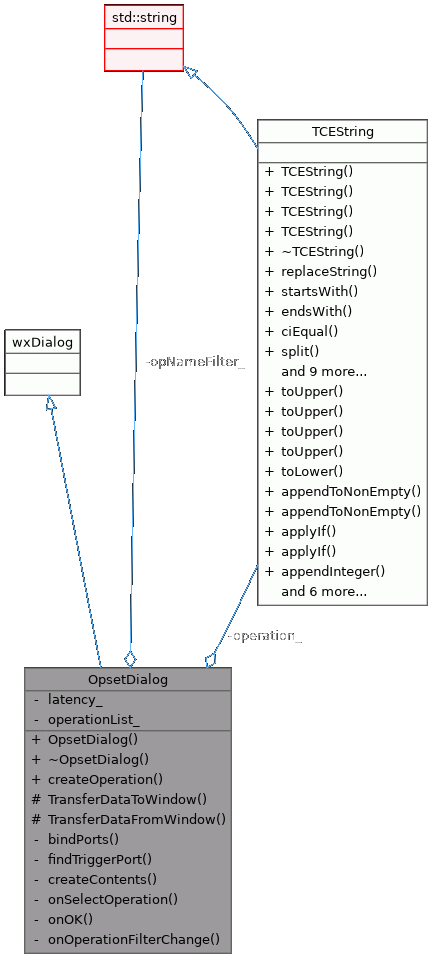 std::string
TCEString
+ TCEString()
+ TCEString()
+ TCEString()
+ TCEString()
+ ~TCEString()
+ replaceString()
+ startsWith()
+ endsWith()
+ ciEqual()
+ split()
and 9 more...
+ toUpper()
+ toUpper()
+ toUpper()
+ toUpper()
+ toLower()
+ appendToNonEmpty()
+ appendToNonEmpty()
+ applyIf()
+ applyIf()
+ appendInteger()
and 6 more...
wxDialog
-opNameFilter_
-operation_
OpsetDialog
- latency_
- operationList_
+ OpsetDialog()
+ ~OpsetDialog()
+ createOperation()
# TransferDataToWindow()
# TransferDataFromWindow()
- bindPorts()
- findTriggerPort()
- createContents()
- onSelectOperation()
- onOK()
- onOperationFilterChange()